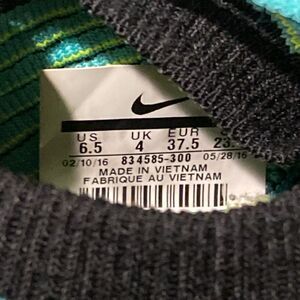 US UK EUR
6.5 4 37.5
02/10/16 834585-300 05/28/16
MADE IN VIETNAM
FABRIQUE AU VIETNAM